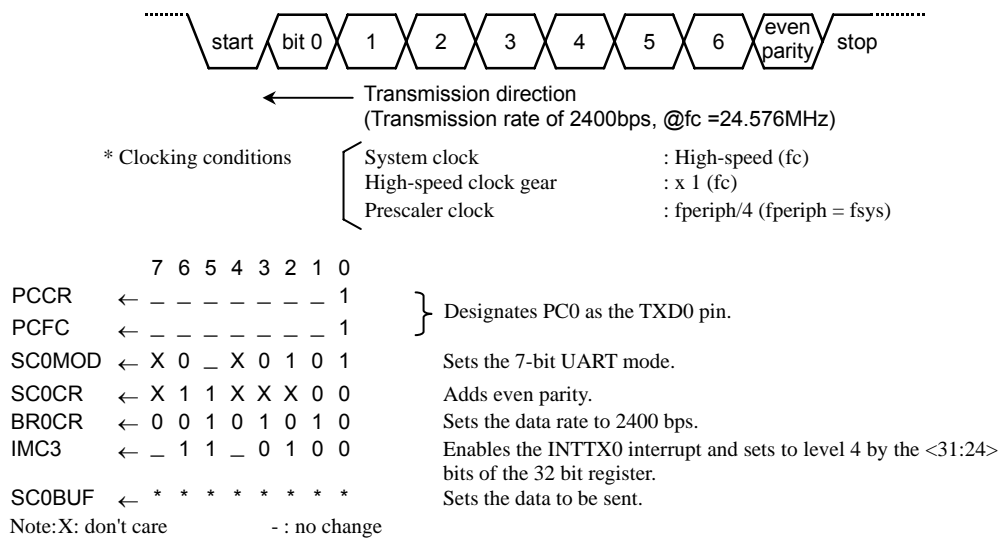 start bit 0 1 2 3 4 5 6 even parity stop
Transmission direction
(Transmission rate of 2400bps, @fc =24.576MHz)
* Clocking conditions System clock : High-speed (fc)
High-speed clock gear : x 1 (fc)
Prescaler clock : fperiph/4 (fperiph = fsys)
7 6 5 4 3 2 1 0
PCCR ← _ _ _ _ _ _ _ 1
Designates PC0 as the TXD0 pin.
PCFC ← _ _ _ _ _ _ _ 1
SC0MOD ← X 0 _ X 0 1 0 1 Sets the 7-bit UART mode.
SC0CR ← X 1 1 X X X 0 0 Adds even parity.
BR0CR ← 0 0 1 0 1 0 1 0 Sets the data rate to 2400 bps.
IMC3 ← _ 1 1 _ 0 1 0 0 Enables the INTTX0 interrupt and sets to level 4 by the <31:24>
bits of the 32 bit register.
SC0BUF ← * * * * * * * * Sets the data to be sent.
Note:X: don't care - : no change